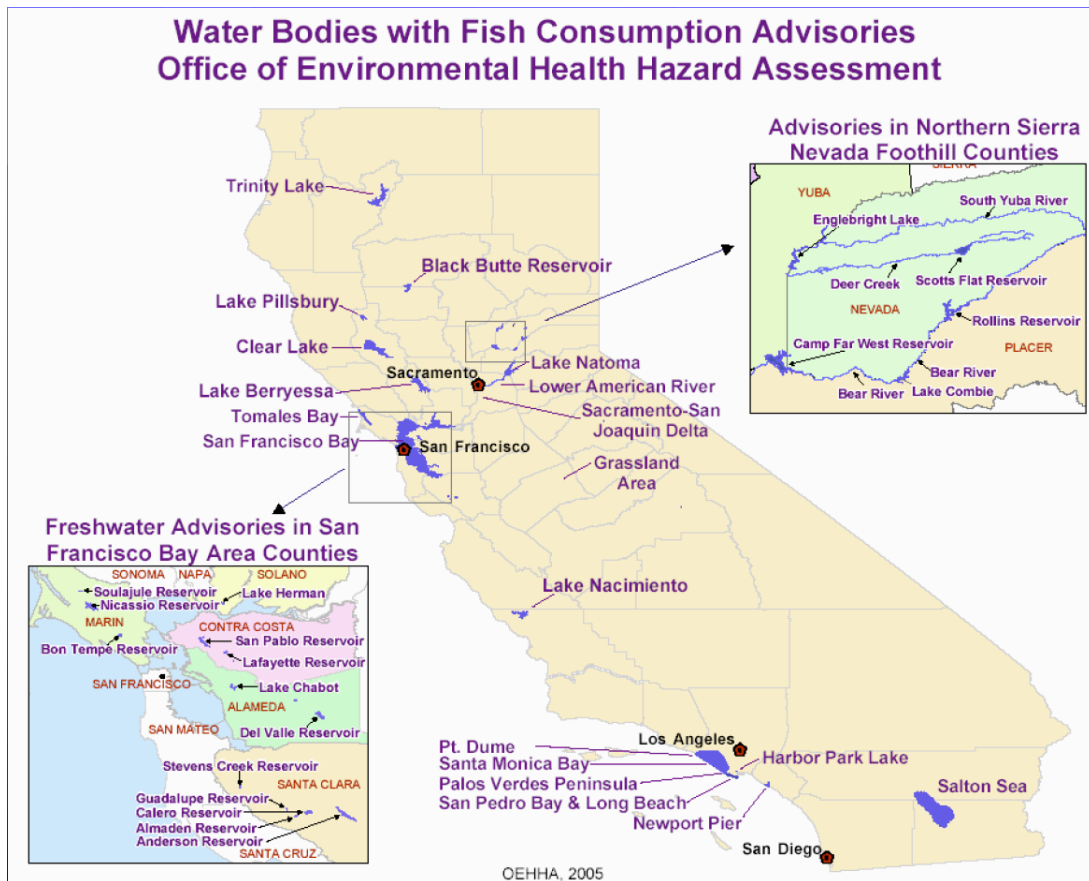 Water Bodies with Fish Consumption Advisories
Office of Environmental Health Hazard Assessment
Advisories in Northern Sierra
Nevada Foothill Counties
SIERRA
YUBA
South Yuba River
Englebright Lake
Deer Creek
Scotts Flat Reservoir
NEVADA
Rollins Reservoir
Camp Far West Reservoir
PLACER
Bear River
Bear River
Lake Combie
Trinity Lake
Black Butte Reservoir
Lake Pillsbury
Clear Lake
Lake Natoma
Sacramento
Lower American River
Lake Berryessa
Tomales Bay
Sacramento-San
Joaquin Delta
San Francisco Bay
San Francisco
Grassland
Area
Freshwater Advisories in San
Francisco Bay Area Counties
SONOMA
NAPA
SOLANO
Soulajule Reservoir
Lake Herman
Nicassio Reservoir
MARIN
CONTRA COSTA
Bon Tempe Reservoir
San Pablo Reservoir
Lafayette Reservoir
SAN FRANCISCO
Lake Chabot
ALAMEDA
SAN MATEO
Del Valle Reservoir
Stevens Creek Reservoir
SANTA CLARA
Guadalupe Reservoir
Calero Reservoir
Almaden Reservoir
Anderson Reservoir
SANTA CRUZ
Lake Nacimiento
Los Angeles
Pt. Dume
Santa Monica Bay
Harbor Park Lake
Palos Verdes Peninsula
San Pedro Bay & Long Beach
Newport Pier
Salton Sea
San Diego
OEHHA, 2005